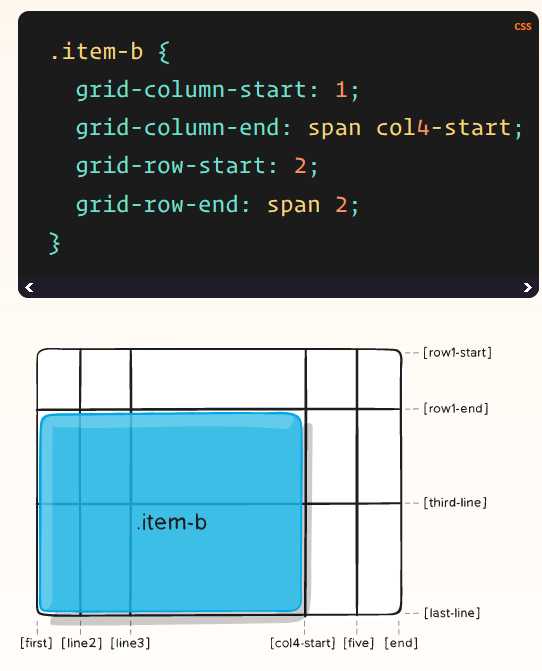 css
.item-b {
grid-column-start: 1;
grid-column-end: span col4-start;
grid-row-start: 2;
grid-row-end: span 2;
}
[row1-start]
[row1-end]
[third-line]
.item-b
[last-line]
[first] [line2] [line3] [col4-start] [five] [end]